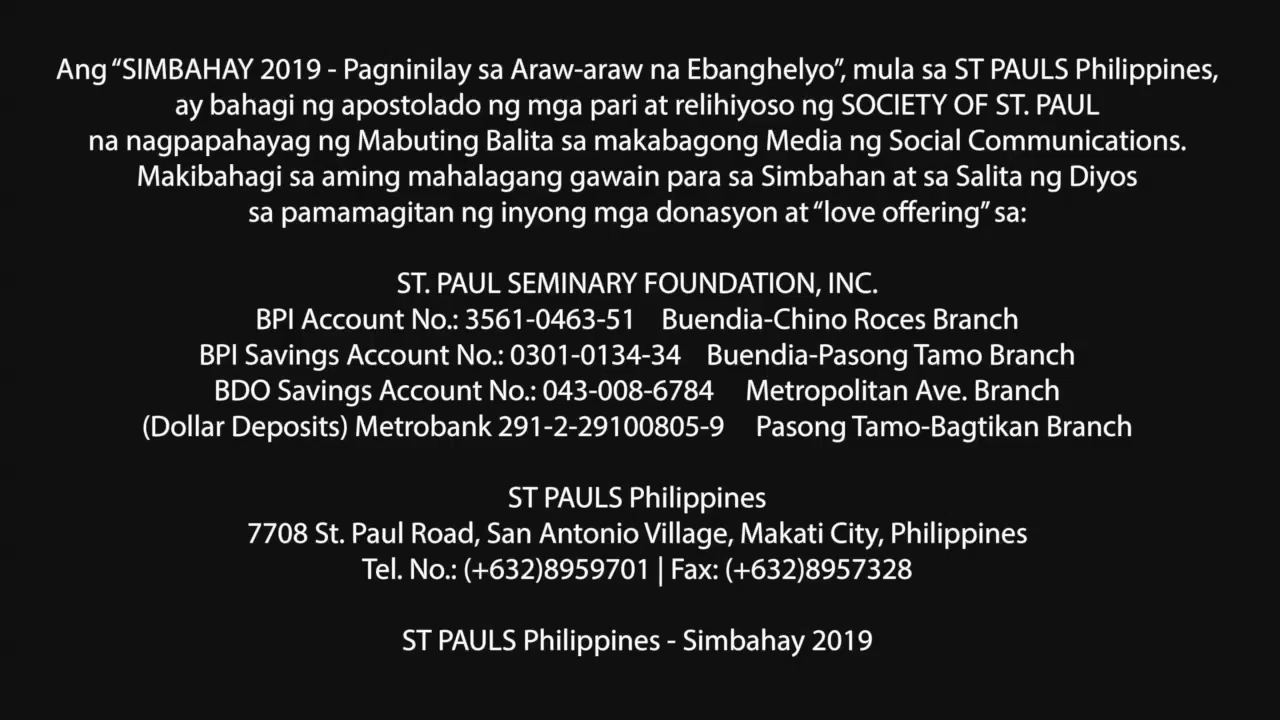 Ang “SIMBAHAY 2019 - Pagninilay sa Araw-araw na Ebanghelyo”, mula sa ST PAULS Philippines,
ay bahagi ng apostolado ng mga pari at relihiyoso ng SOCIETY OF ST. PAUL
na nagpapahayag ng Mabuting Balita sa makabagong Media ng Social Communications.
Makibahagi sa aming mahalagang gawain para sa Simbahan at sa Salita ng Diyos
sa pamamagitan ng inyong mga donasyon at “love offering” sa:
ST. PAUL SEMINARY FOUNDATION, INC.
BPI Account No.: 3561-0463-51 Buendia-Chino Roces Branch
BPI Savings Account No.: 0301-0134-34 Buendia-Pasong Tamo Branch
BDO Savings Account No.: 043-008-6784 Metropolitan Ave. Branch
(Dollar Deposits) Metrobank 291-2-29100805-9 Pasong Tamo-Bagtikan Branch
ST PAULS Philippines
7708 St. Paul Road, San Antonio Village, Makati City, Philippines
Tel. No.: (+632)8959701 | Fax: (+632)8957328
ST PAULS Philippines - Simbahay 2019